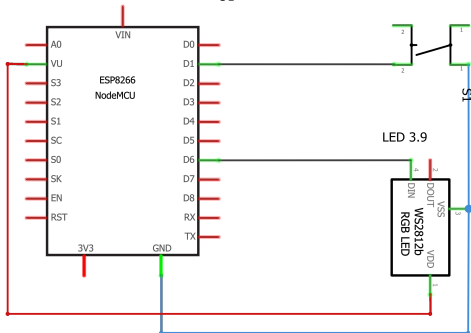 VIN
A0
VU
S3
S2
S1
SC
S0
SK
EN
RST
ESP8266
NodeMCU
D0
D1
D2
D3
D4
D5
D6
D7
D8
RX
TX
3V3
GND
2
1
2
1
S1
LED 3.9
4
2
DIN
DOUT
VSS
3
WS2812b
RGB LED
VDD
1